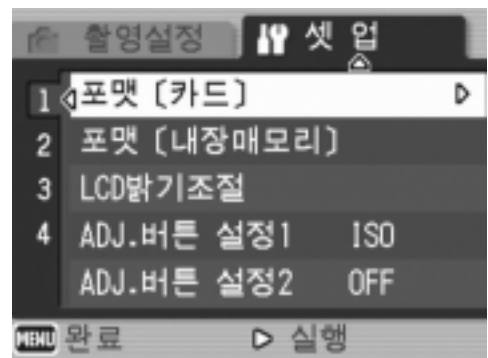 촬영설정 셋업
1 포맷 [카드]
2 포맷 [내장매모리]
3 LCD밝기조절
4 ADJ.버튼 설정1 ISO
ADJ.버튼 설정2 OFF
MENU 완료 실행